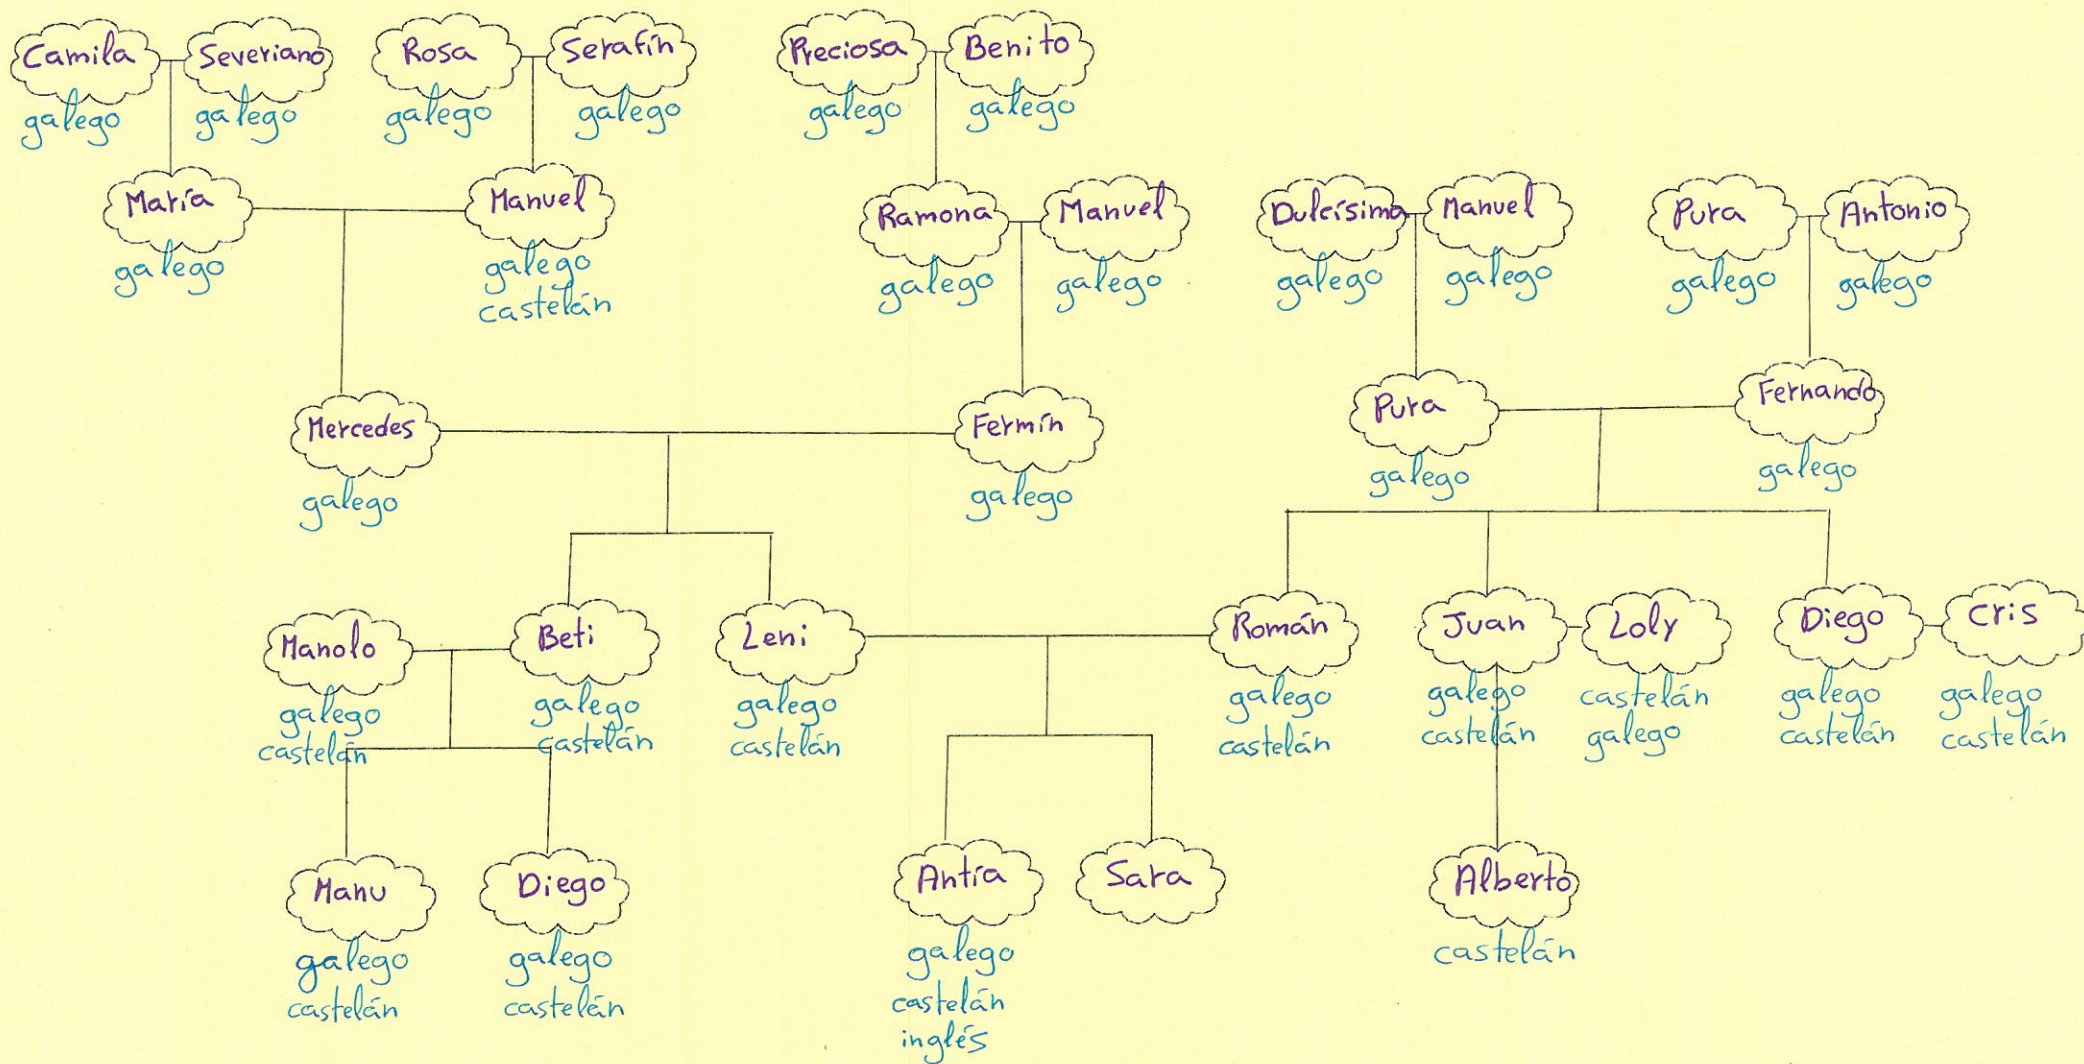 Camila
Severiano
Rosa
Serafín
Preciosa
Benito
galego
galego
galego
galego
galego
galego
María
Manuel
Ramona
Manuel
Dulcísima
Manuel
Pura
Antonio
galego
galego
castelán
galego
galego
galego
galego
galego
galego
Mercedes
Fermín
Pura
Fernando
galego
galego
galego
galego
Manolo
Beti
Leni
Román
Juan
Loly
Diego
Cris
galego
castelán
galego
castelán
galego
castelán
galego
castelán
galego
castelán
castelán
galego
galego
castelán
galego
castelán
Manu
Diego
Antía
Sara
Alberto
galego
castelán
galego
castelán
galego
castelán
inglés
castelán